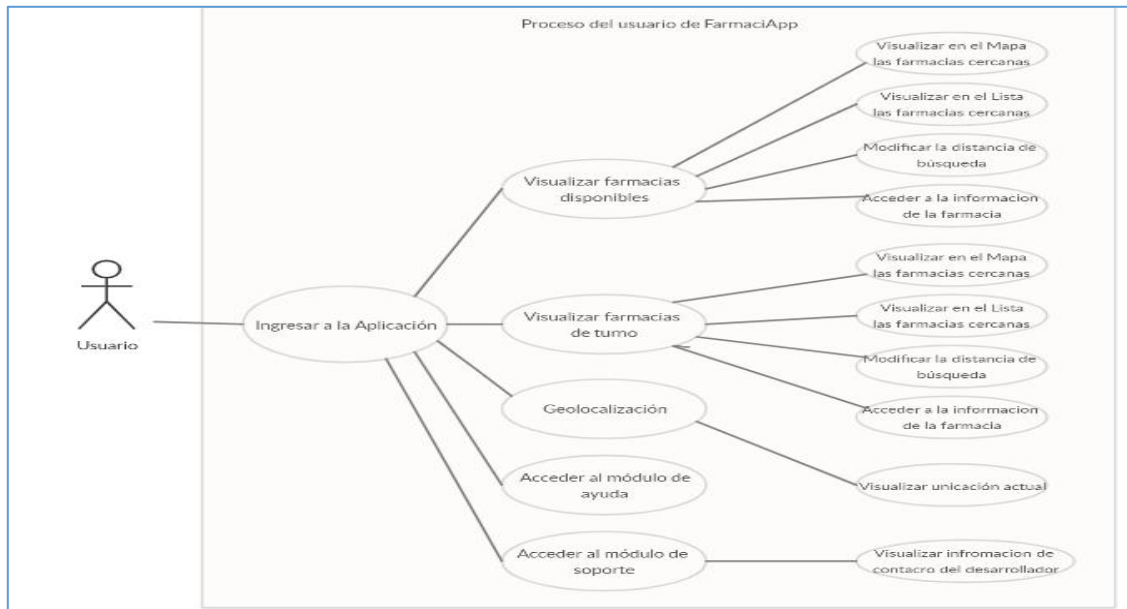 Proceso del usuario de FarmaciApp
Visualizar en el Mapa
las farmacias cercanas
Visualizar en el Lista
las farmacias cercanas
Modificar la distancia de
búsqueda
Acceder a la informacion
de la farmacia
Visualizar farmacias
disponibles
Visualizar en el Mapa
las farmacias cercanas
Visualizar en el Lista
las farmacias cercanas
Modificar la distancia de
búsqueda
Acceder a la informacion
de la farmacia
Visualizar farmacias
de turno
Usuario
Ingresar a la Aplicación
Geolocalización
Visualizar unicación actual
Acceder al módulo de
ayuda
Acceder al módulo de
soporte
Visualizar infromacion de
contacro del desarrollador